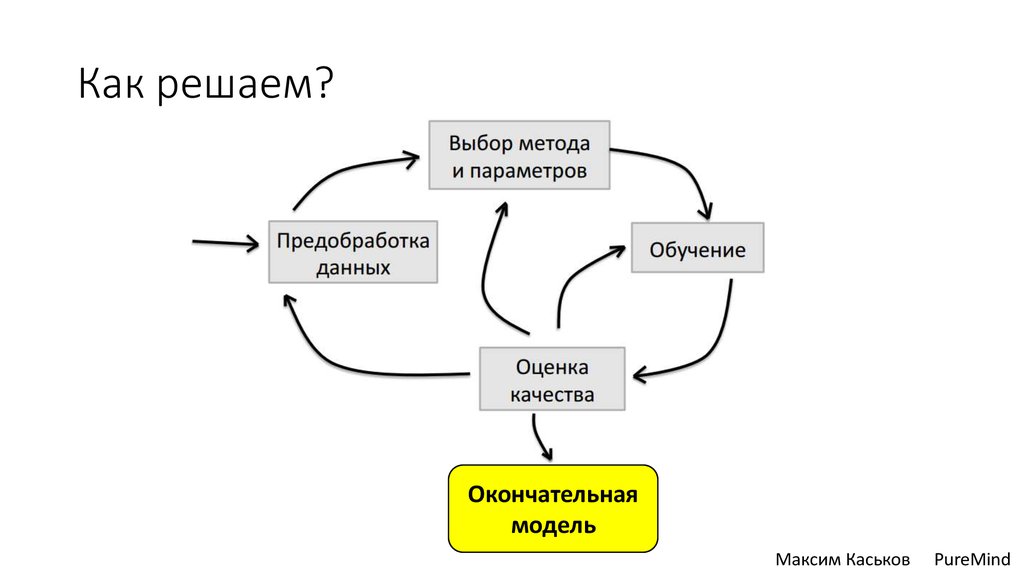 Как решаем?
Выбор метода
и параметров
Предобработка
данных
Обучение
Оценка
качества
Окончательная
модель
Максим Каськов PureMind